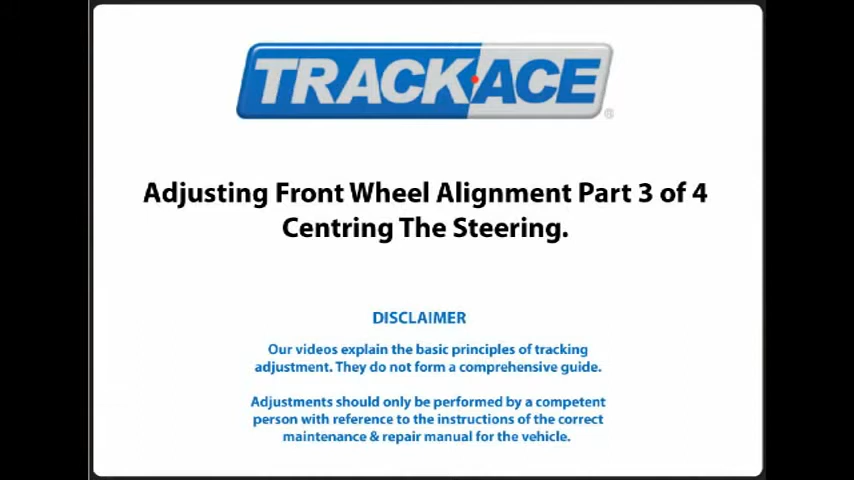 TRACKACE®
Adjusting Front Wheel Alignment Part 3 of 4
Centring The Steering.
DISCLAIMER
Our videos explain the basic principles of tracking
adjustment. They do not form a comprehensive guide.
Adjustments should only be performed by a competent
person with reference to the instructions of the correct
maintenance & repair manual for the vehicle.